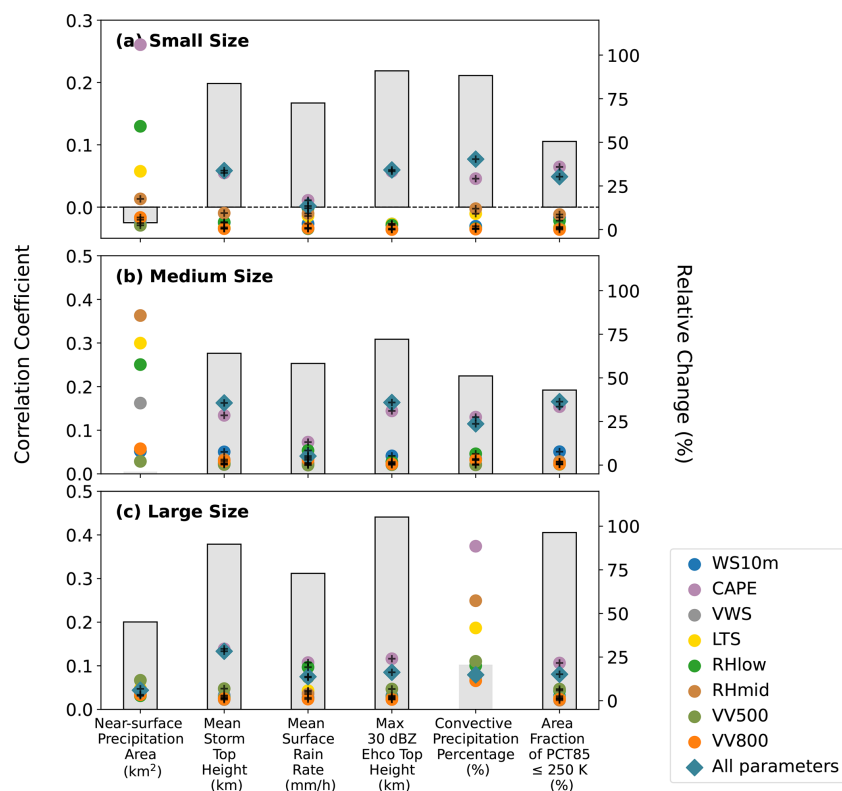 (a) Small Size
0.3
0.2
0.1
0.0
100
75
50
25
0
(b) Medium Size
0.5
0.4
0.3
0.2
0.1
0.0
100
75
50
25
0
(c) Large Size
0.5
0.4
0.3
0.2
0.1
0.0
100
75
50
25
0
Correlation Coefficient
Relative Change (%)
Near-surface
Precipitation
Area
(km²)
Mean
Storm
Top
Height
(km)
Mean
Surface
Rain
Rate
(mm/h)
Max
30 dBZ
Ehco Top
Height
(km)
Convective
Precipitation
Percentage
(%)
Area
Fraction
of PCT85
≤ 250 K
(%)
WS10m
CAPE
VWS
LTS
RHlow
RHmid
VV500
VV800
All parameters